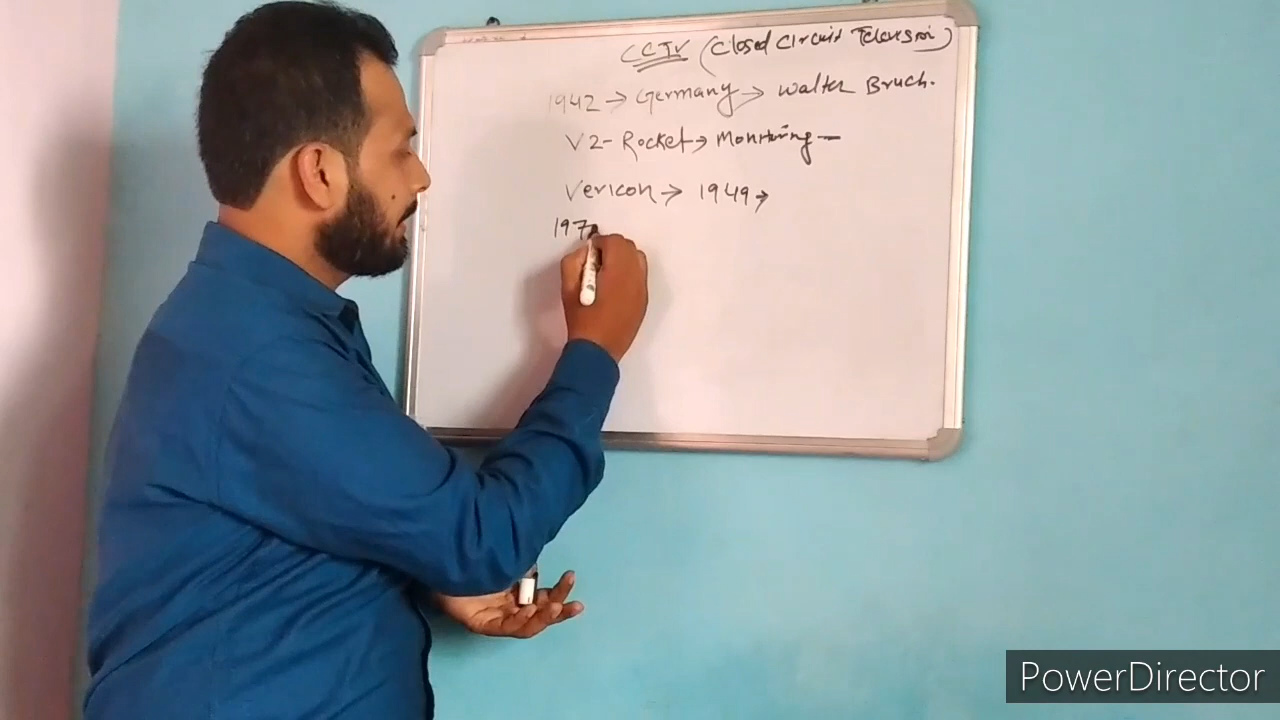 CCTV (Closed Circuit Television)
1942 → Germany → Walter Bruch.
V2- Rocket → Monitoring -
Vericon → 1949 →
197
PowerDirector